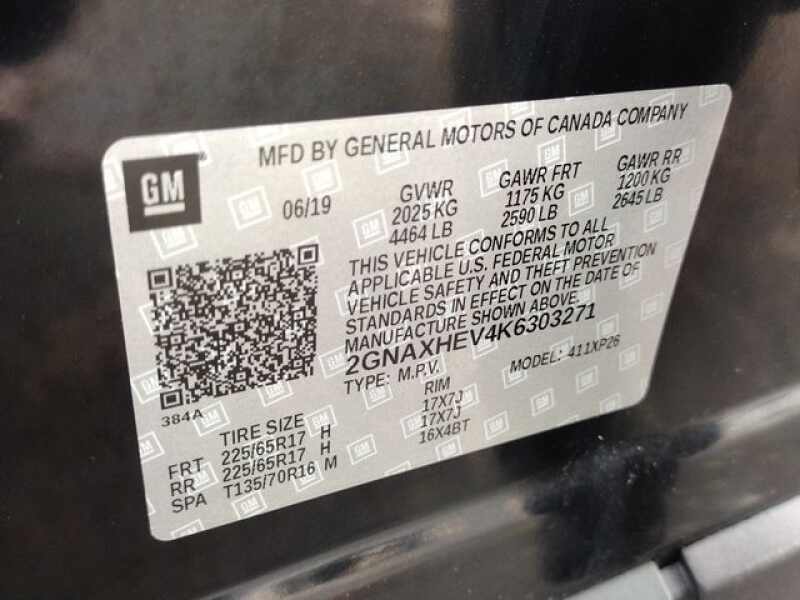 GM
MFD BY GENERAL MOTORS OF CANADA COMPANY
06/19
GVWR
2025 KG
4464 LB
GAWR FRT
1175 KG
2590 LB
GAWR RR
1200 KG
2645 LB
THIS VEHICLE CONFORMS TO ALL
APPLICABLE U.S. FEDERAL MOTOR
VEHICLE SAFETY AND THEFT PREVENTION
STANDARDS IN EFFECT ON THE DATE OF
MANUFACTURE SHOWN ABOVE.
2GNAXHEV4K6303271
TYPE: M.P.V. MODEL: 411XP26
384A
TIRE SIZE RIM
FRT 225/65R17 H 17X7J
RR 225/65R17 H 17X7J
SPA T135/70R16 M 16X4BT